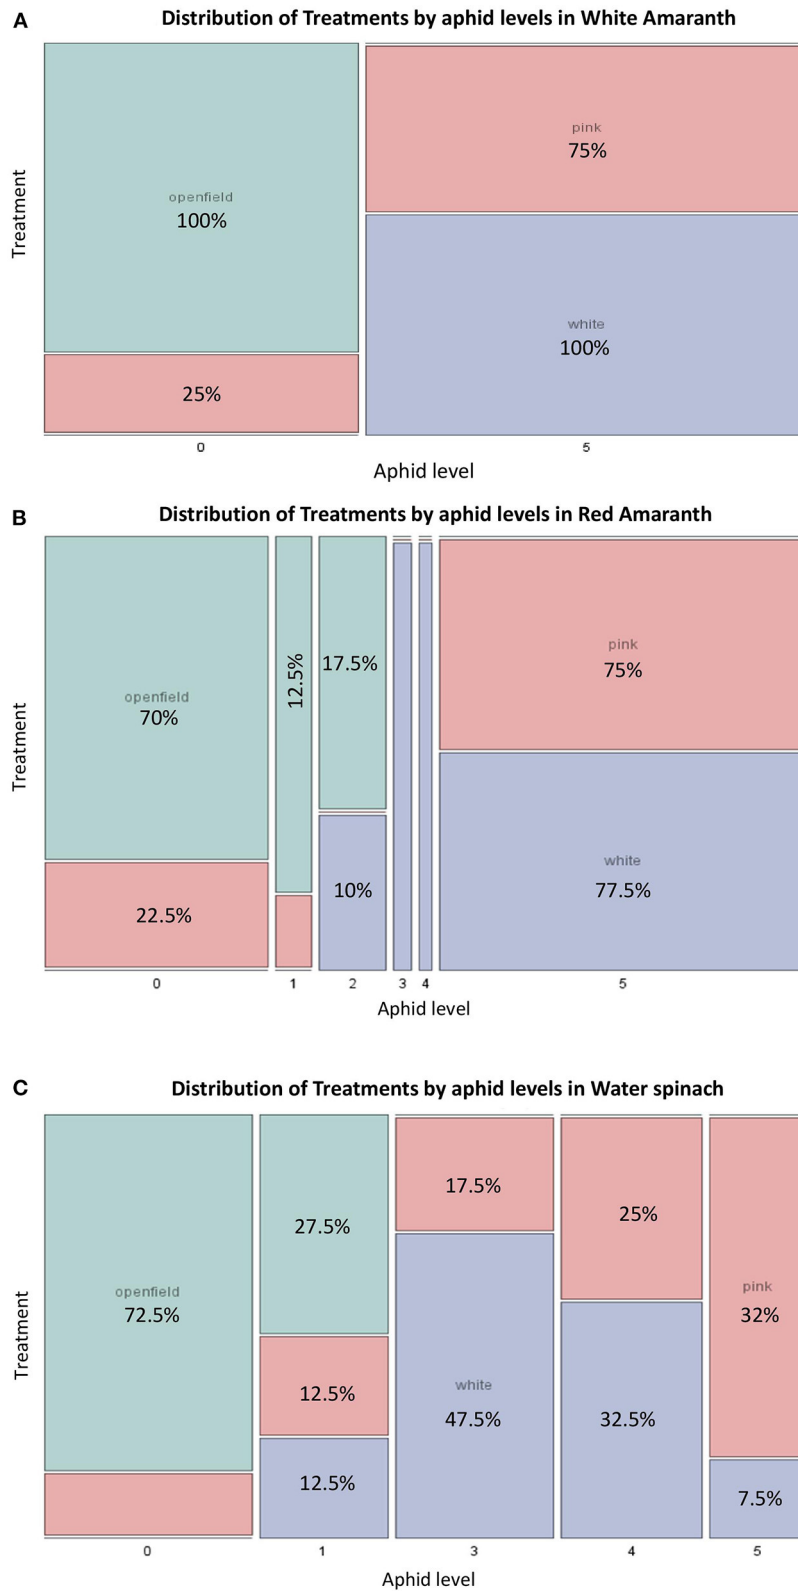 A
Distribution of Treatments by aphid levels in White Amaranth
Treatment
openfield
100%
25%
pink
75%
white
100%
0
5
Aphid level
B
Distribution of Treatments by aphid levels in Red Amaranth
Treatment
openfield
70%
22.5%
12.5%
17.5%
10%
pink
75%
white
77.5%
0
1
2
3
4
5
Aphid level
C
Distribution of Treatments by aphid levels in Water spinach
Treatment
openfield
72.5%
27.5%
12.5%
12.5%
17.5%
white
47.5%
25%
32.5%
pink
32%
7.5%
0
1
3
4
5
Aphid level